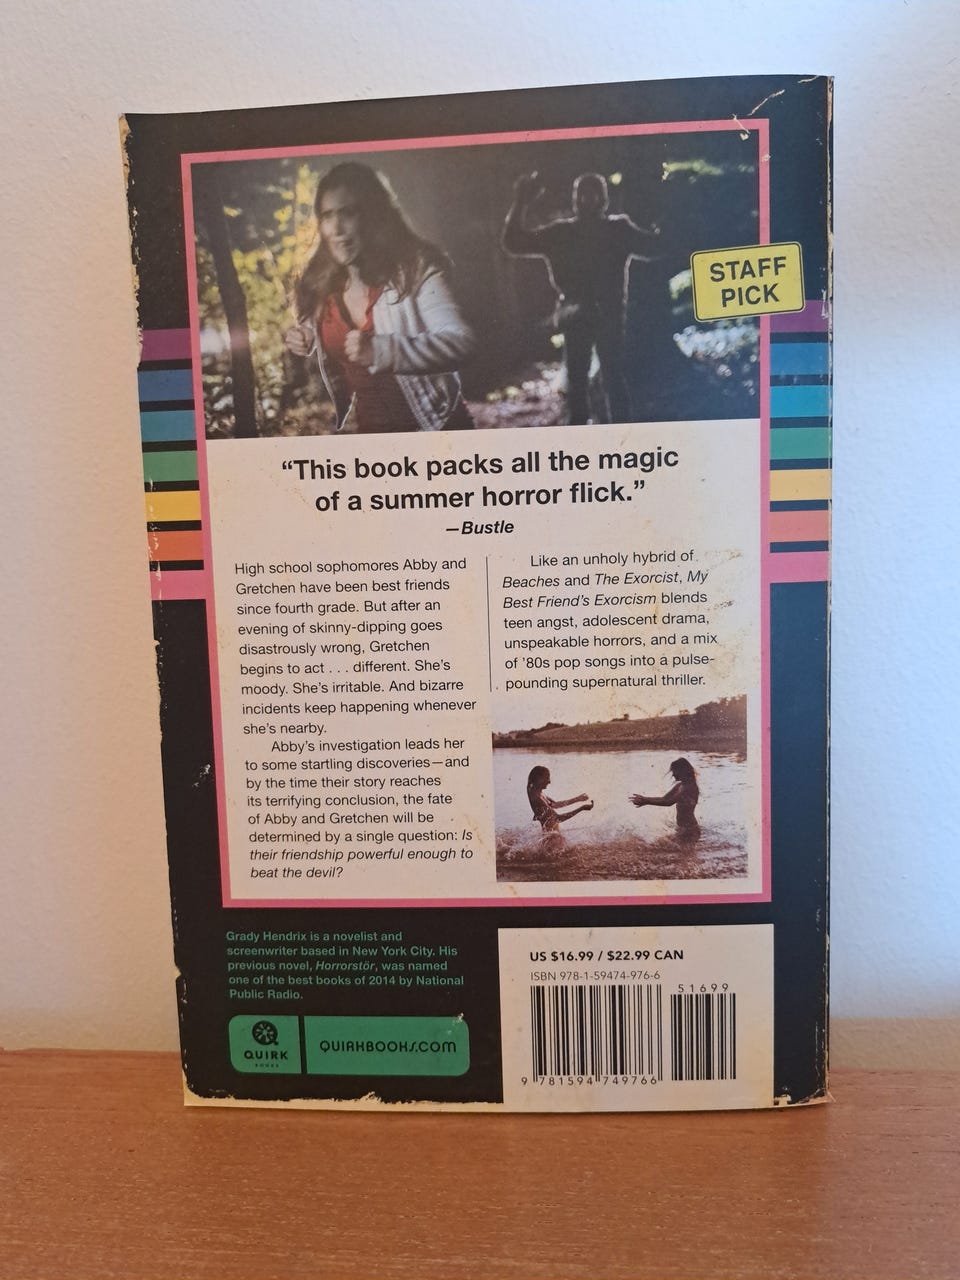 STAFF
PICK
“This book packs all the magic
of a summer horror flick.”
—Bustle
High school sophomores Abby and
Gretchen have been best friends
since fourth grade. But after an
evening of skinny-dipping goes
disastrously wrong, Gretchen
begins to act . . . different. She’s
moody. She’s irritable. And bizarre
incidents keep happening whenever
she’s nearby.
Abby’s investigation leads her
to some startling discoveries—and
by the time their story reaches
its terrifying conclusion, the fate
of Abby and Gretchen will be
determined by a single question: Is
their friendship powerful enough to
beat the devil?
Like an unholy hybrid of
Beaches and The Exorcist, My
Best Friend’s Exorcism blends
teen angst, adolescent drama,
unspeakable horrors, and a mix
of ’80s pop songs into a pulse-
pounding supernatural thriller.
Grady Hendrix is a novelist and
screenwriter based in New York City. His
previous novel, Horrorstör, was named
one of the best books of 2014 by National
Public Radio.
QUIRK
BOOKS
QUIRKBOOKS.COM
US $16.99 / $22.99 CAN
ISBN 978-1-59474-976-6
51699
9 781594 749766